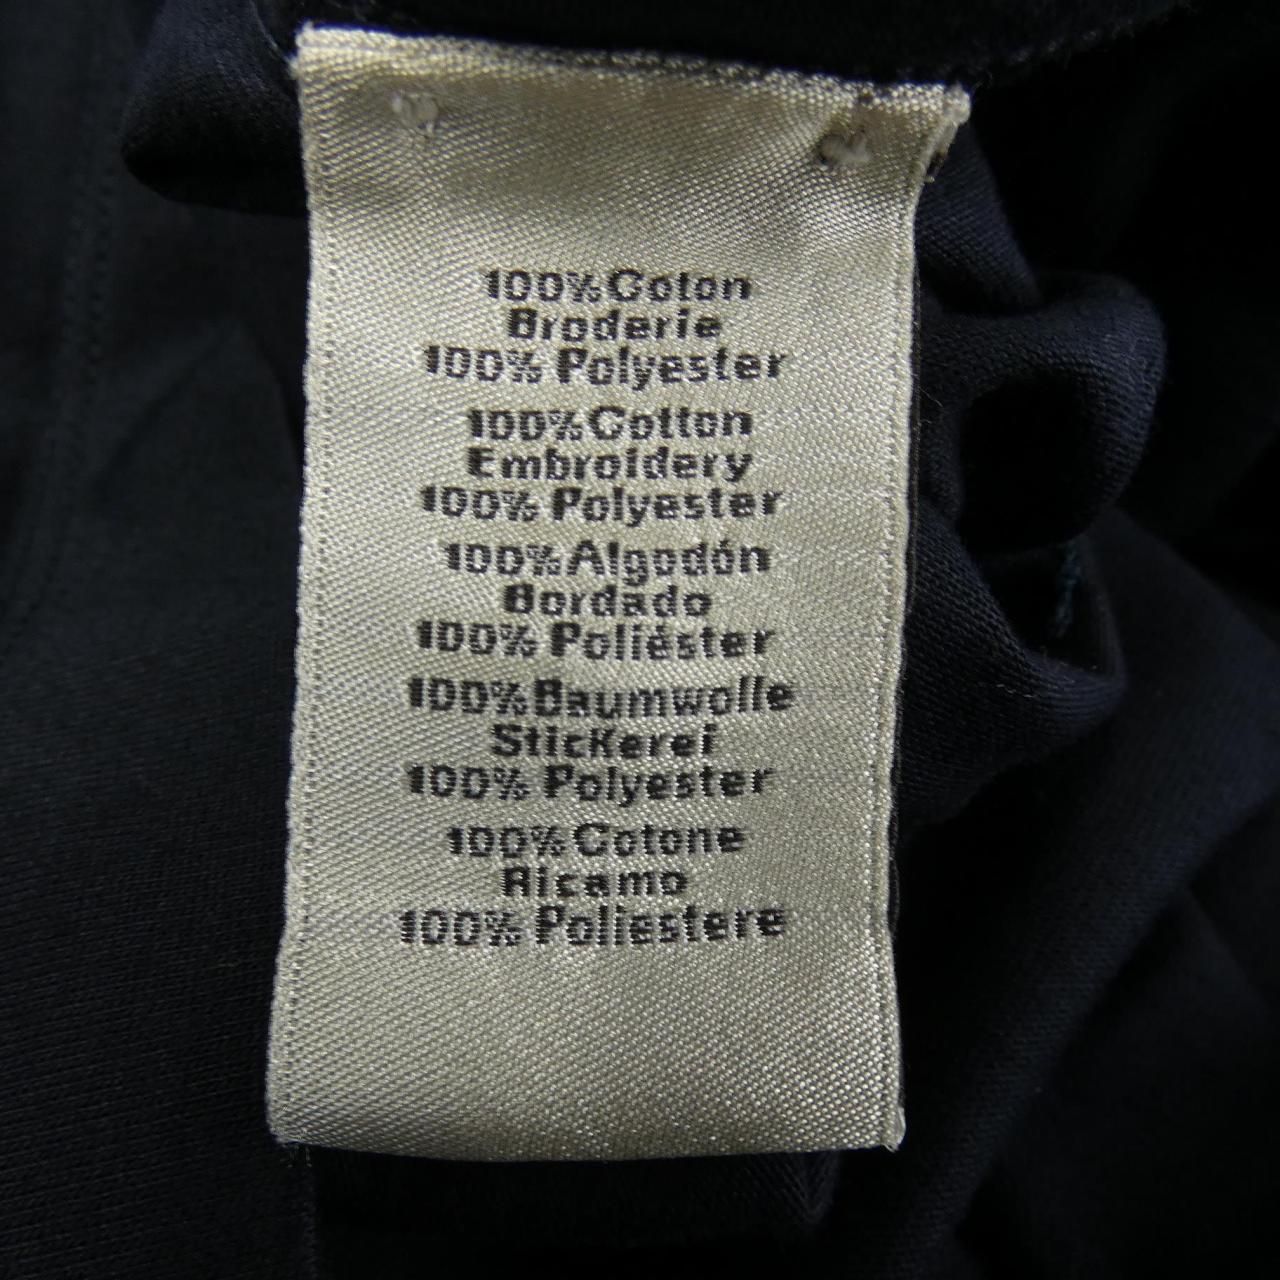 100% Coton
Broderie
100% Polyester
100% Cotton
Embroidery
100% Polyester
100% Algodón
Bordado
100% Poliéster
100% Baumwolle
Stickerei
100% Polyester
100% Cotone
Ricamo
100% Poliestere